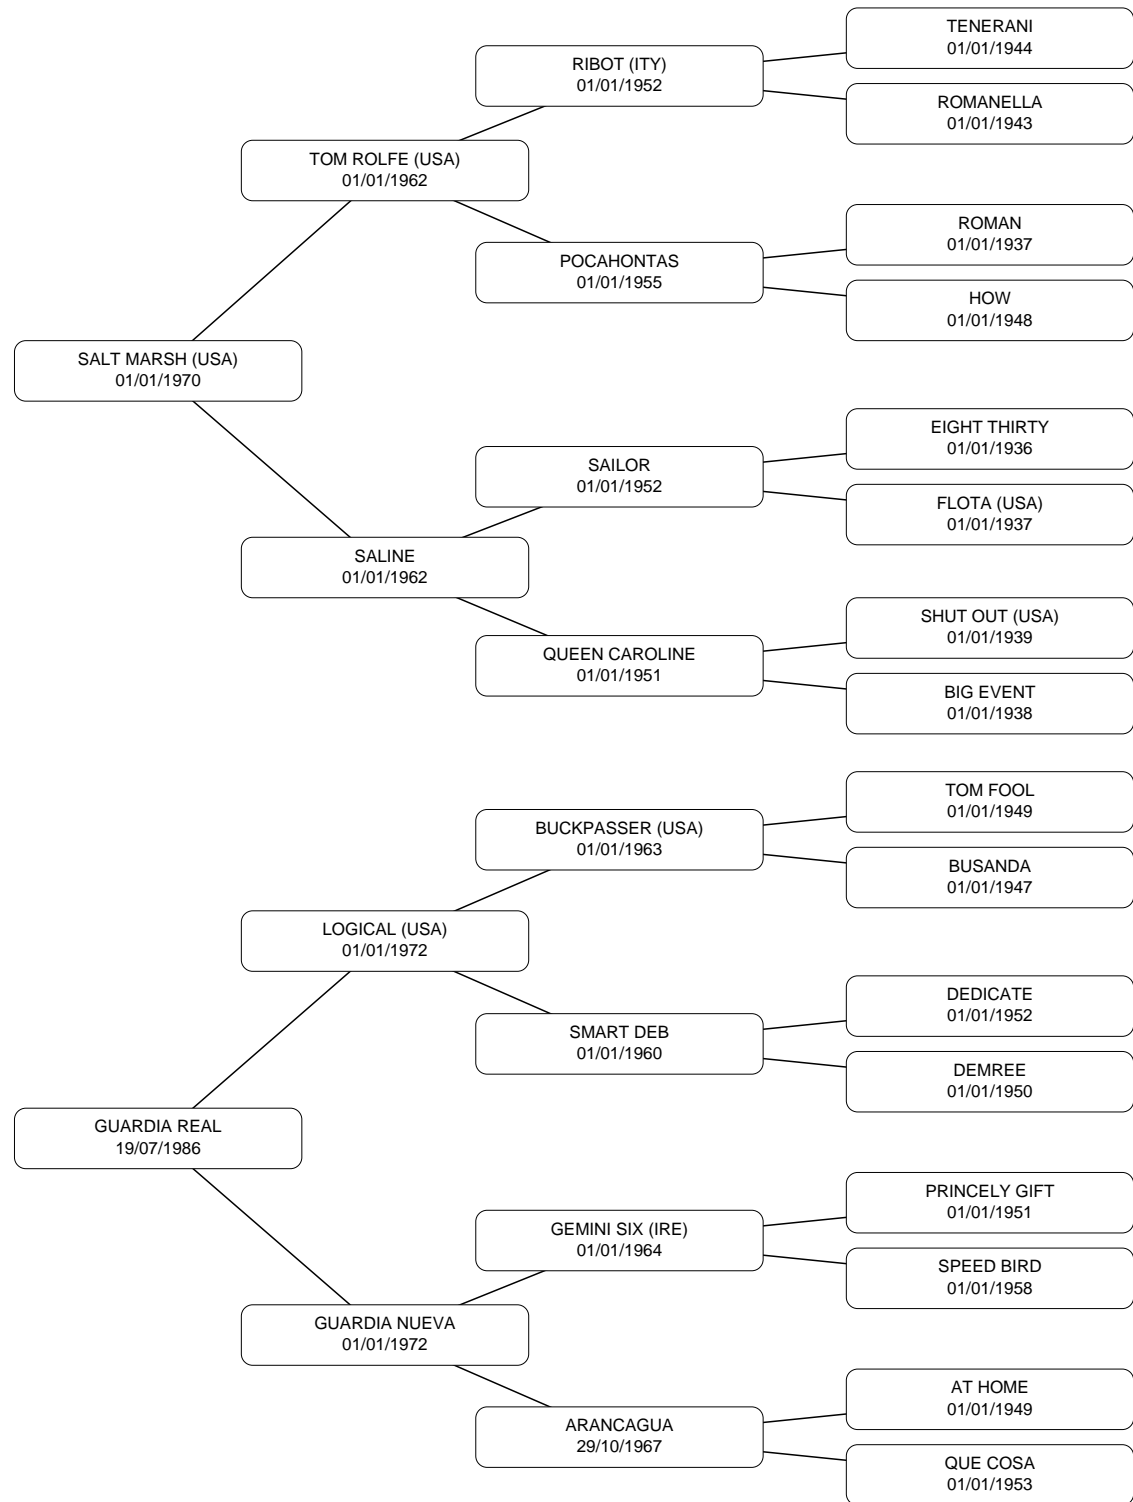 TENERANI
01/01/1944
RIBOT (ITY)
01/01/1952
ROMANELLA
01/01/1943
TOM ROLFE (USA)
01/01/1962
ROMAN
01/01/1937
POCAHONTAS
01/01/1955
HOW
01/01/1948
SALT MARSH (USA)
01/01/1970
EIGHT THIRTY
01/01/1936
SAILOR
01/01/1952
FLOTA (USA)
01/01/1937
SALINE
01/01/1962
SHUT OUT (USA)
01/01/1939
QUEEN CAROLINE
01/01/1951
BIG EVENT
01/01/1938
TOM FOOL
01/01/1949
BUCKPASSER (USA)
01/01/1963
BUSANDA
01/01/1947
LOGICAL (USA)
01/01/1972
DEDICATE
01/01/1952
SMART DEB
01/01/1960
DEMREE
01/01/1950
GUARDIA REAL
19/07/1986
PRINCELY GIFT
01/01/1951
GEMINI SIX (IRE)
01/01/1964
SPEED BIRD
01/01/1958
GUARDIA NUEVA
01/01/1972
AT HOME
01/01/1949
ARANCAGUA
29/10/1967
QUE COSA
01/01/1953